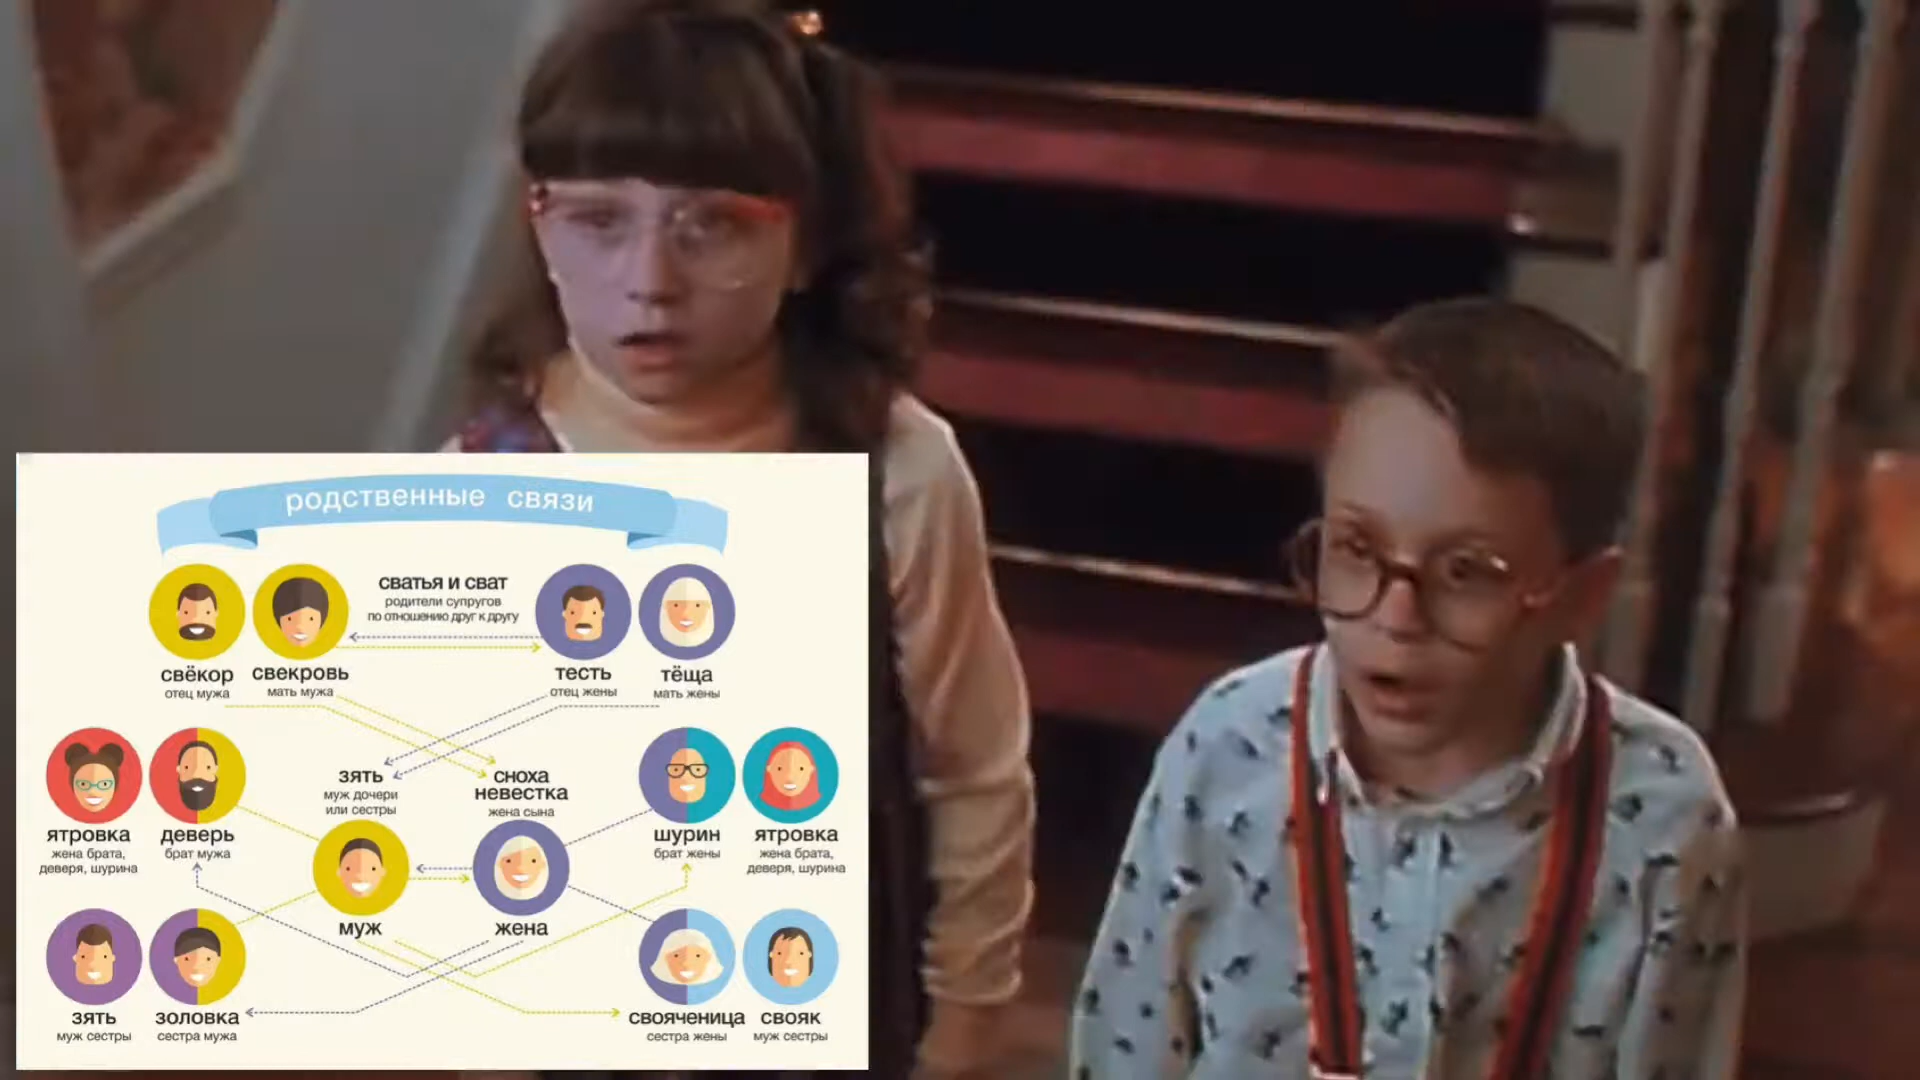 родственные связи
сватья и сват
родители супругов
по отношению друг к другу
свёкор
отец мужа
свекровь
мать мужа
тесть
отец жены
тёща
мать жены
ятровка
жена брата,
деверя, шурина
деверь
брат мужа
зять
муж дочери
или сестры
сноха
невестка
жена сына
шурин
брат жены
ятровка
жена брата,
деверя, шурина
муж
жена
зять
муж сестры
золовка
сестра мужа
свояченица
сестра жены
свояк
муж сестры